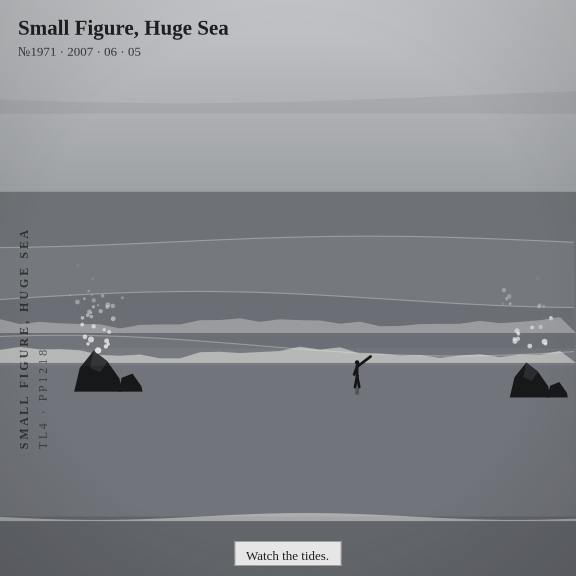 Small Figure, Huge Sea
№1971 · 2007 · 06 · 05
SMALL FIGURE, HUGE SEA
TL4 · PP1218
Watch the tides.